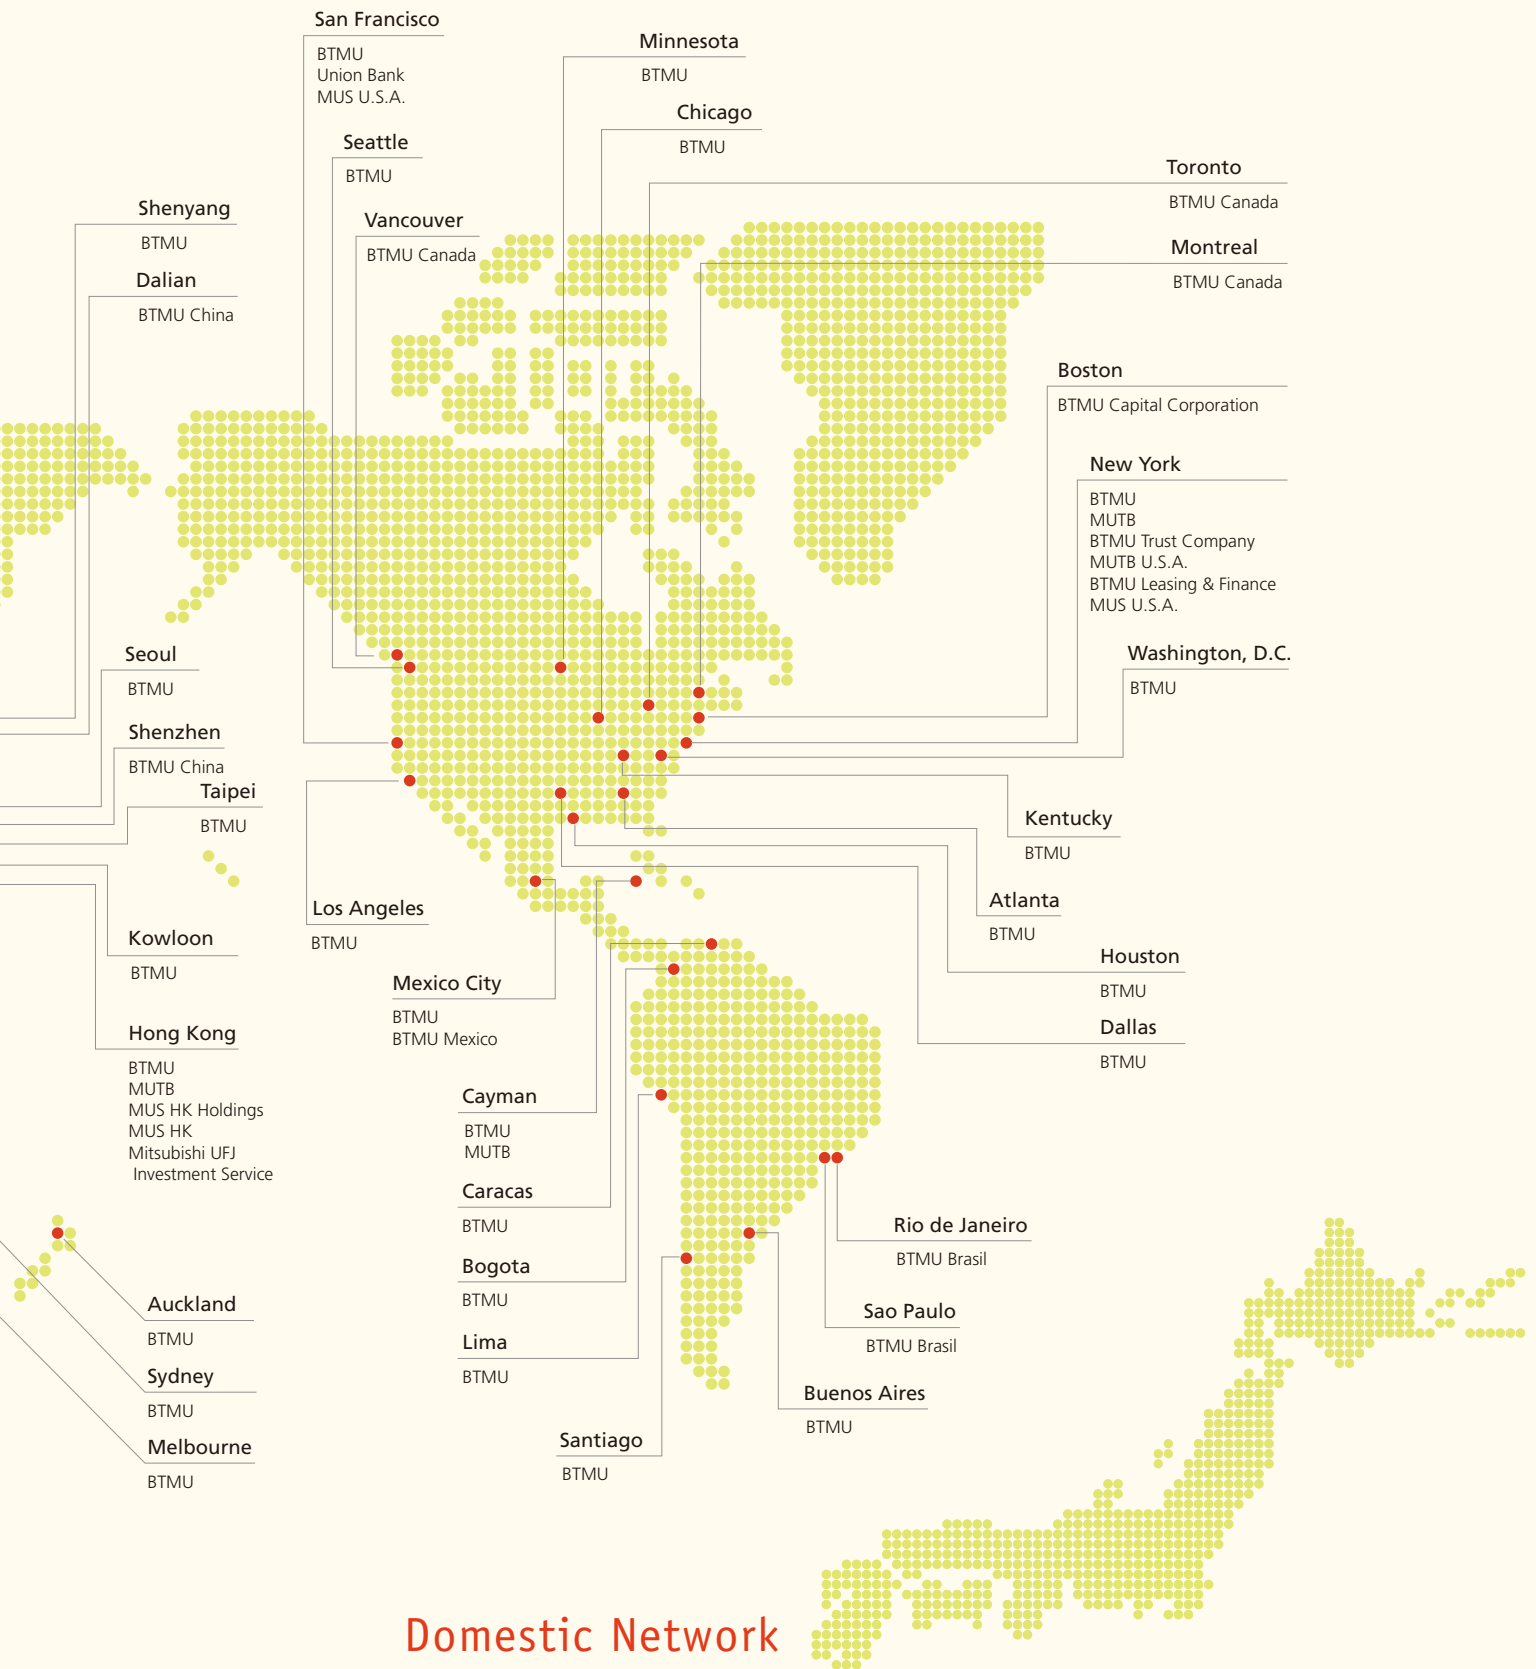 San Francisco
BTMU
Union Bank
MUS U.S.A.
Minnesota
BTMU
Chicago
BTMU
Seattle
BTMU
Toronto
BTMU Canada
Shenyang
BTMU
Vancouver
BTMU Canada
Montreal
BTMU Canada
Dalian
BTMU China
Boston
BTMU Capital Corporation
New York
BTMU
MUTB
BTMU Trust Company
MUTB U.S.A.
BTMU Leasing & Finance
MUS U.S.A.
Seoul
BTMU
Washington, D.C.
BTMU
Shenzhen
BTMU China
Taipei
BTMU
Kentucky
BTMU
Los Angeles
BTMU
Atlanta
BTMU
Kowloon
BTMU
Houston
BTMU
Mexico City
BTMU
BTMU Mexico
Hong Kong
BTMU
MUTB
MUS HK Holdings
MUS HK
Mitsubishi UFJ
Investment Service
Dallas
BTMU
Cayman
BTMU
MUTB
Caracas
BTMU
Rio de Janeiro
BTMU Brasil
Bogota
BTMU
Auckland
BTMU
Sao Paulo
BTMU Brasil
Lima
BTMU
Sydney
BTMU
Buenos Aires
BTMU
Santiago
BTMU
Melbourne
BTMU
Domestic Network